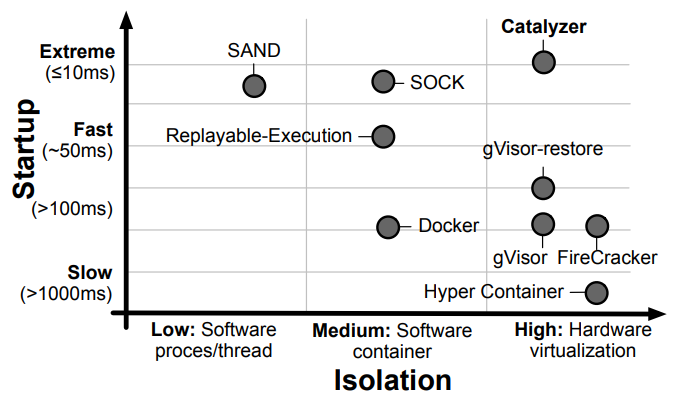 Catalyzer
Extreme
(≤10ms)
SAND
SOCK
Startup
Fast
(~50ms)
Replayable-Execution
gVisor-restore
(>100ms)
Docker
gVisor
FireCracker
Slow
(>1000ms)
Hyper Container
Low: Software
proces/thread
Medium: Software
container
High: Hardware
virtualization
Isolation